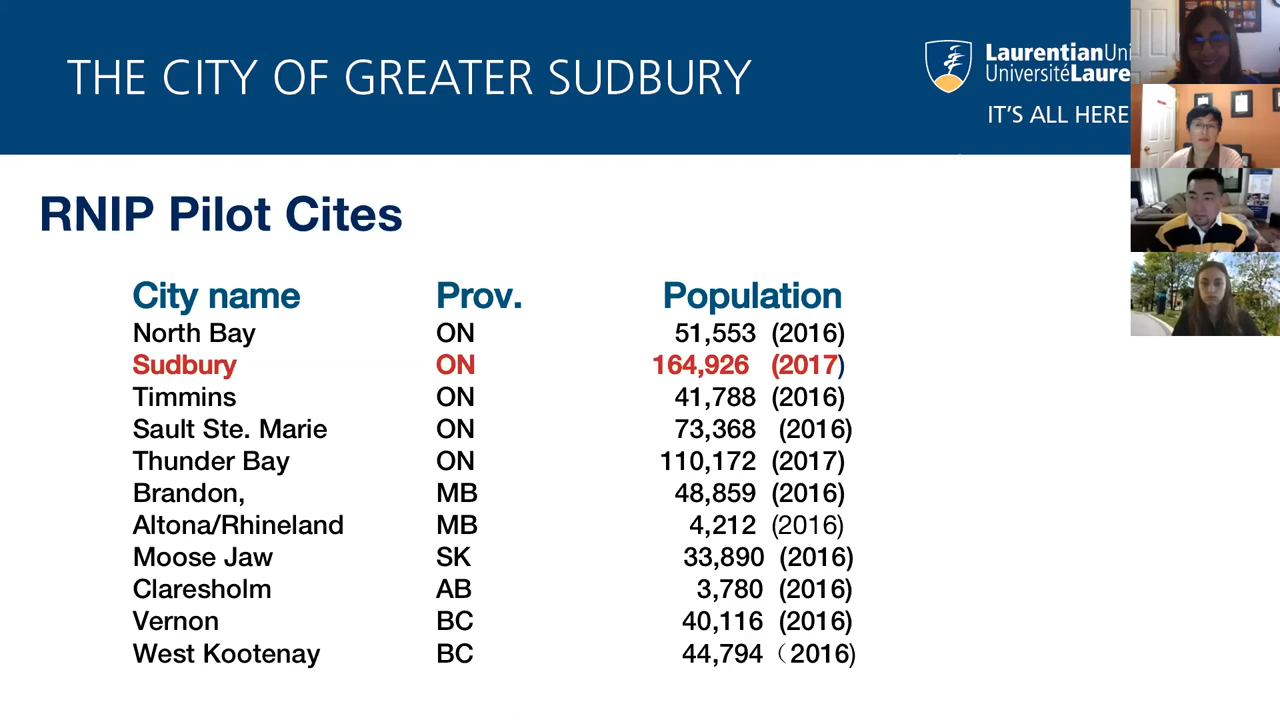 THE CITY OF GREATER SUDBURY
LaurentianUni
UniversitéLaure
IT'S ALL HERE
RNIP Pilot Cites
City name Prov. Population
North Bay ON 51,553 (2016)
Sudbury ON 164,926 (2017)
Timmins ON 41,788 (2016)
Sault Ste. Marie ON 73,368 (2016)
Thunder Bay ON 110,172 (2017)
Brandon, MB 48,859 (2016)
Altona/Rhineland MB 4,212 (2016)
Moose Jaw SK 33,890 (2016)
Claresholm AB 3,780 (2016)
Vernon BC 40,116 (2016)
West Kootenay BC 44,794（2016)